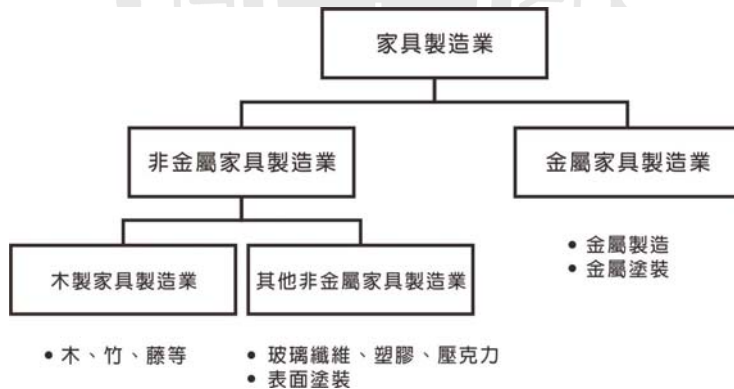 家具製造業
非金屬家具製造業
金屬家具製造業
• 金屬製造
• 金屬塗裝
木製家具製造業
其他非金屬家具製造業
• 木、竹、藤等
• 玻璃纖維、塑膠、壓克力
• 表面塗裝